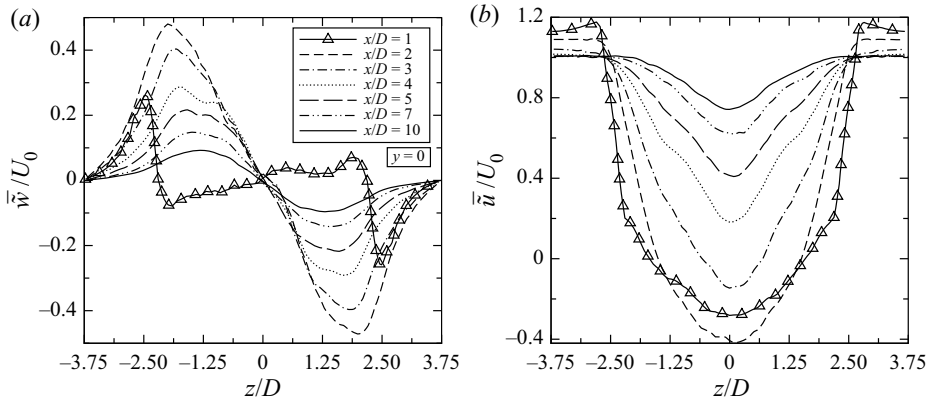 (a)
0.4
0.2
0
−0.2
−0.4
w̃̅/U0
x/D = 1
x/D = 2
x/D = 3
x/D = 4
x/D = 5
x/D = 7
x/D = 10
y = 0
−3.75 −2.50 −1.25 0 1.25 2.50 3.75
z/D
(b)
1.2
0.8
0.4
0
−0.4
ũ̅/U0
−3.75 −2.50 −1.25 0 1.25 2.50 3.75
z/D